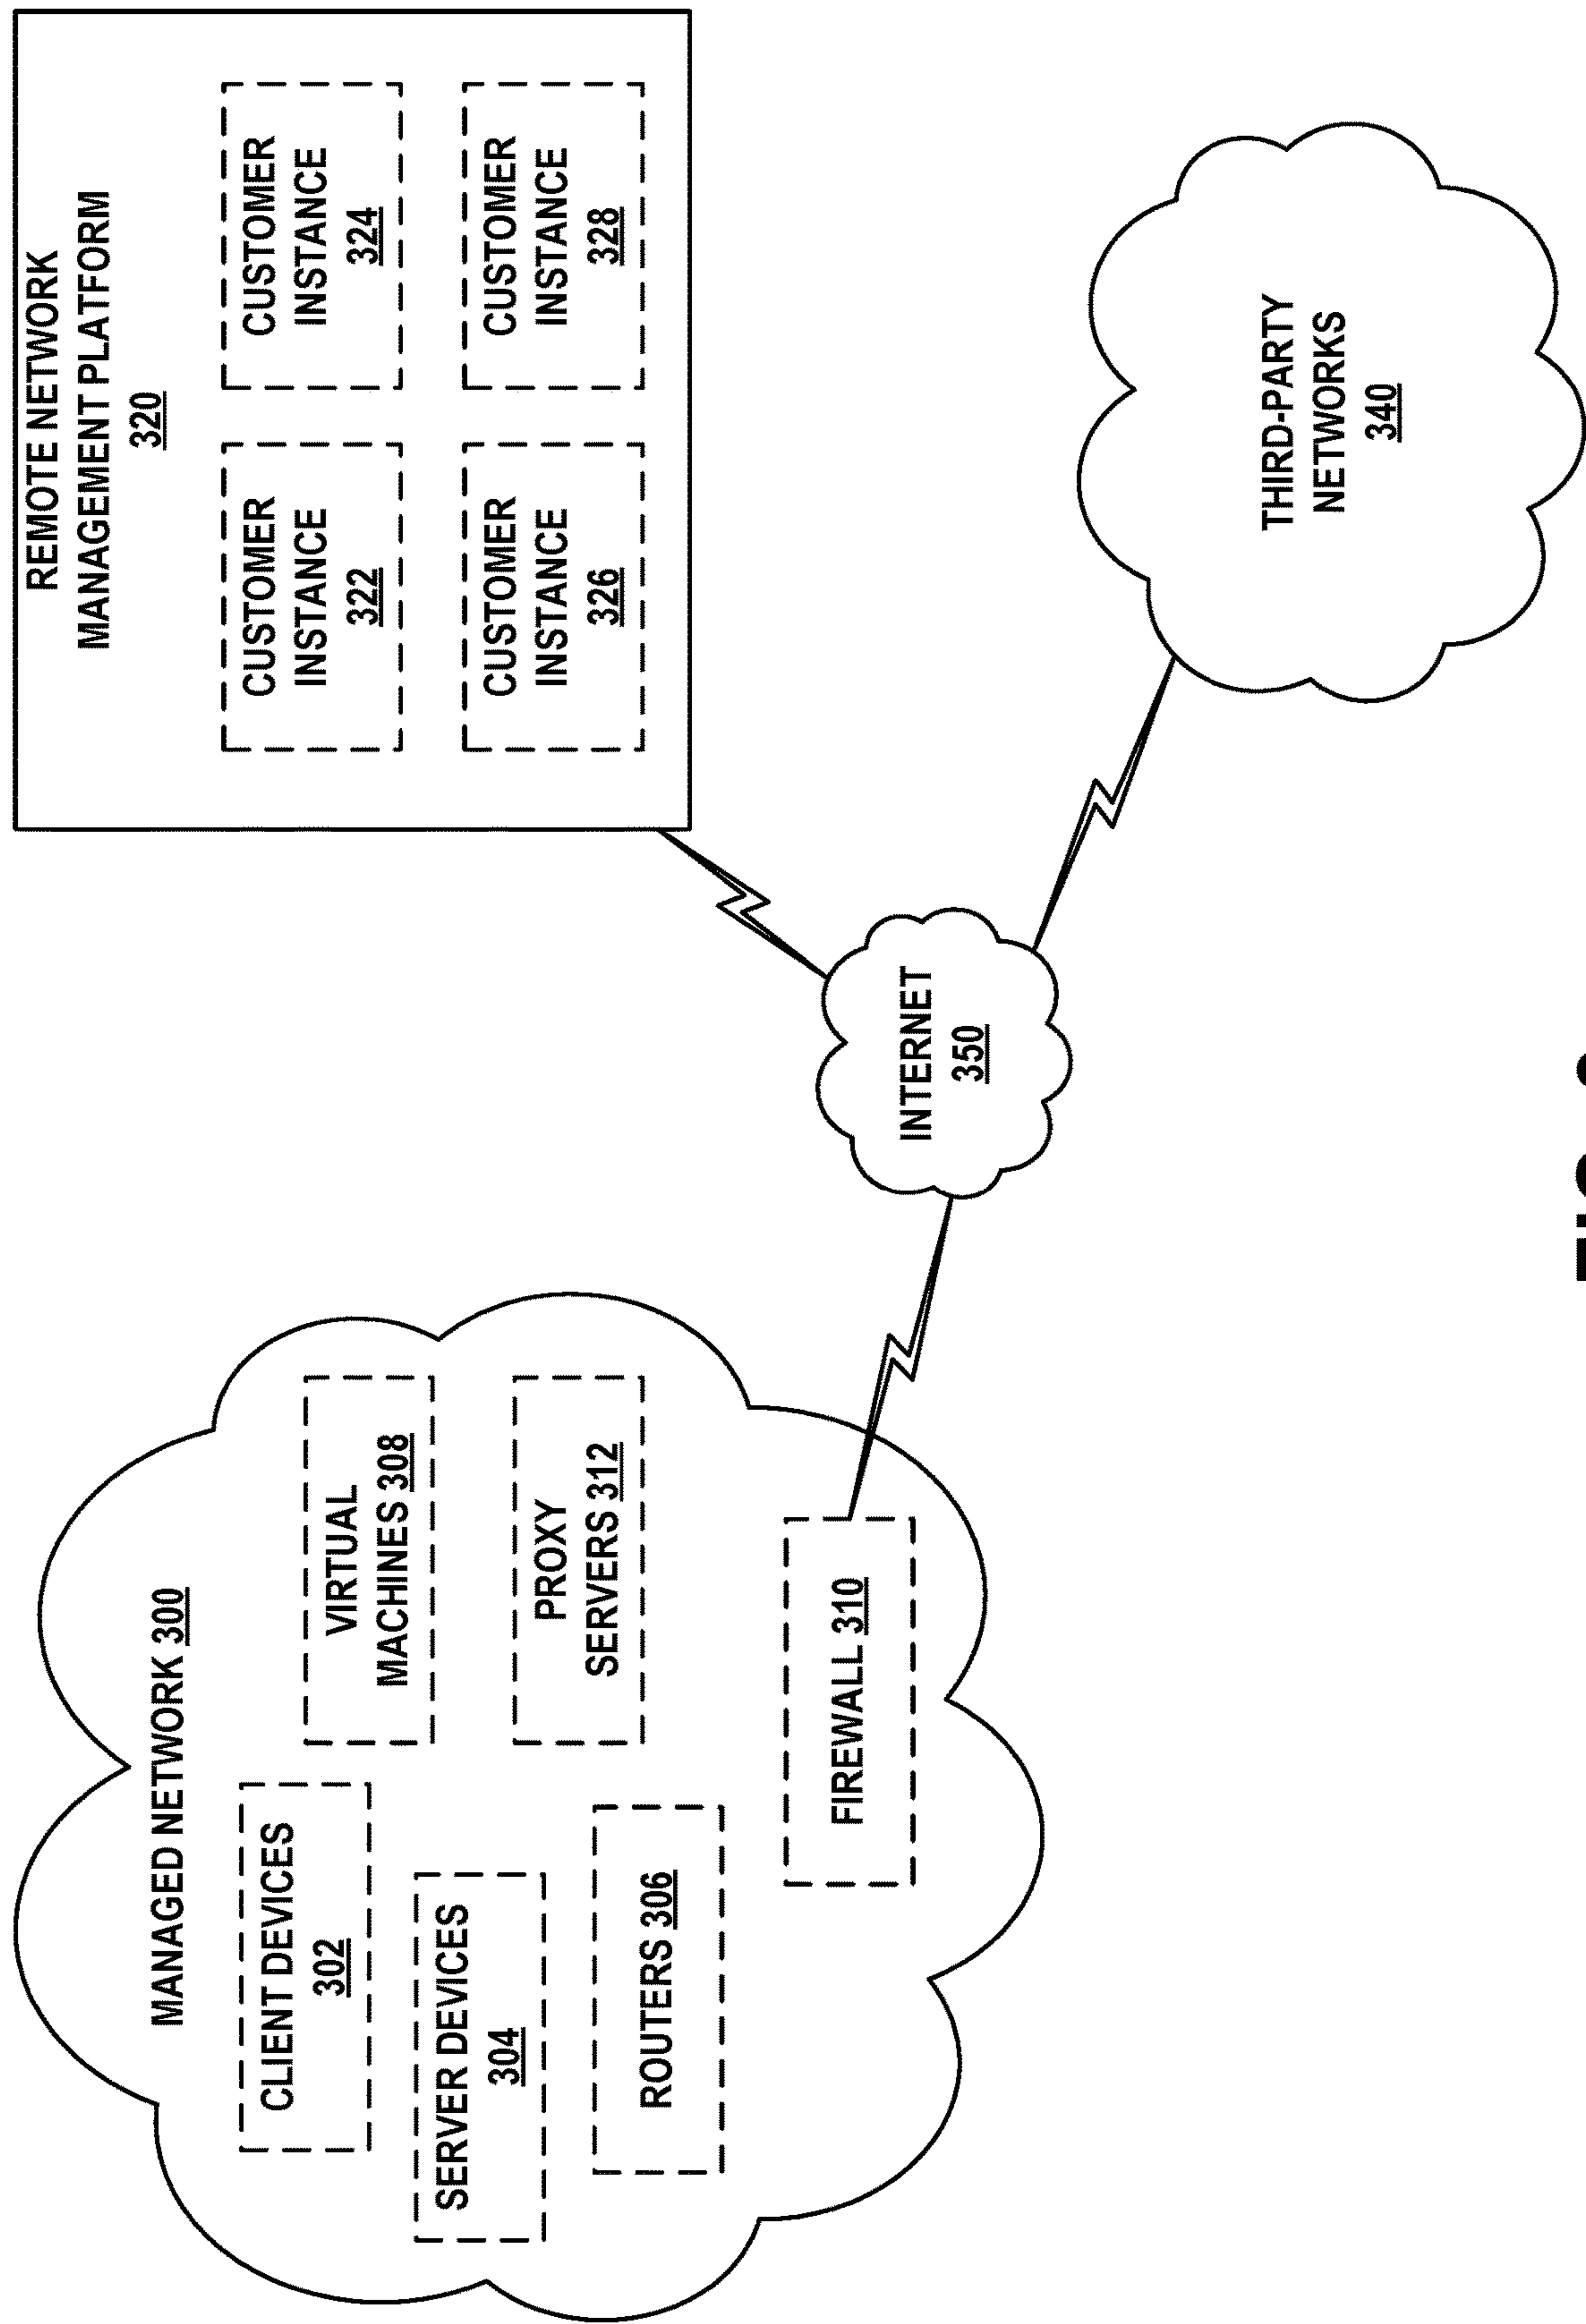 MANAGED NETWORK 300
CLIENT DEVICES
302
SERVER DEVICES
304
ROUTERS 306
VIRTUAL
MACHINES 308
PROXY
SERVERS 312
FIREWALL 310
INTERNET
350
REMOTE NETWORK
MANAGEMENT PLATFORM
320
CUSTOMER
INSTANCE
322
CUSTOMER
INSTANCE
324
CUSTOMER
INSTANCE
326
CUSTOMER
INSTANCE
328
THIRD-PARTY
NETWORKS
340